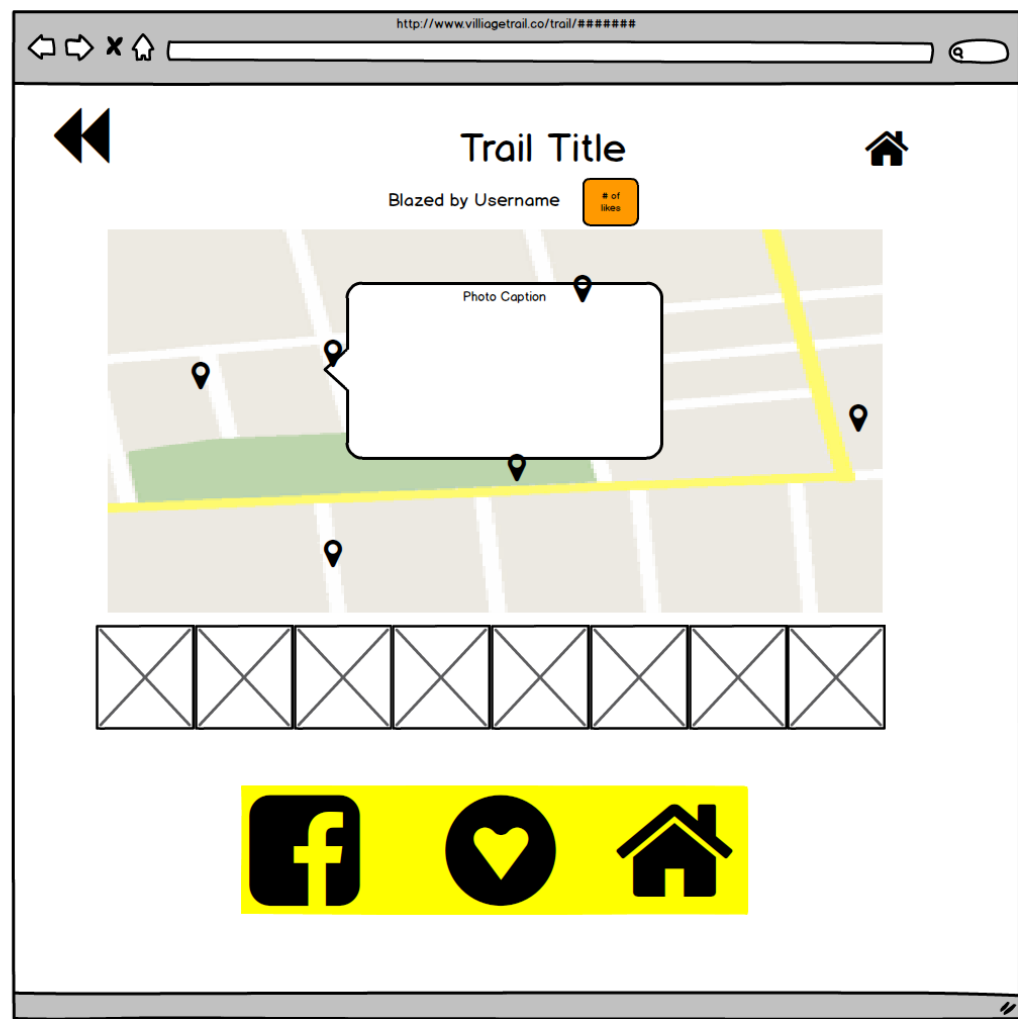 http://www.villiagetrail.co/trail/#######
Trail Title
Blazed by Username
# of
likes
Photo Caption